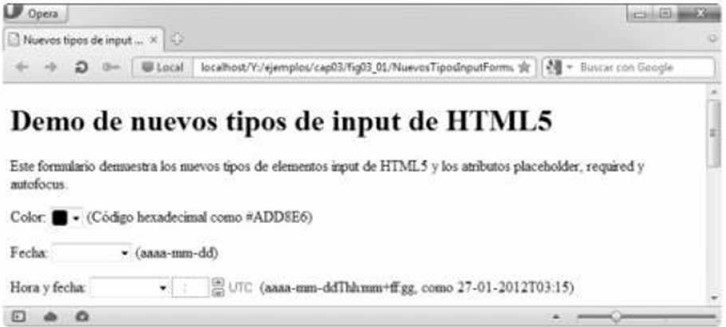 Opera
Nuevos tipos de input ... ×
Local localhost/Y:/ejemplos/cap03/fig03_01/NuevosTiposInputForms Buscar con Google
Demo de nuevos tipos de input de HTML5
Este formulario demuestra los nuevos tipos de elementos input de HTML5 y los atributos placeholder, required y
autofocus.
Color: (Código hexadecimal como #ADD8E6)
Fecha: (aaaa-mm-dd)
Hora y fecha: : UTC (aaaa-mm-ddThh:mm+ff:gg, como 27-01-2012T03:15)